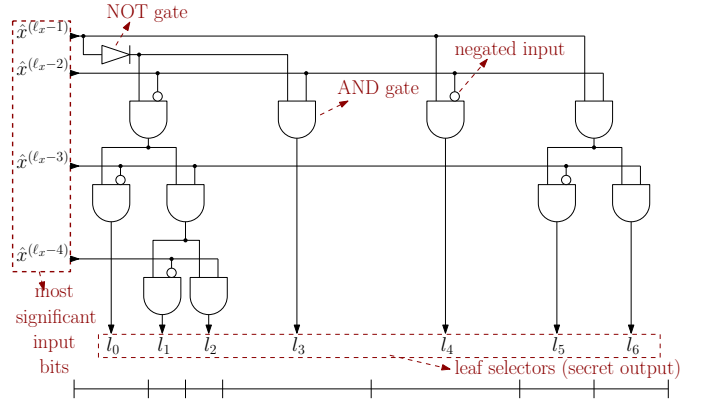 NOT gate
x̂^(ℓₓ−1)
negated input
x̂^(ℓₓ−2)
AND gate
x̂^(ℓₓ−3)
x̂^(ℓₓ−4)
most
significant
input
bits
l₀ l₁ l₂ l₃ l₄ l₅ l₆
leaf selectors (secret output)